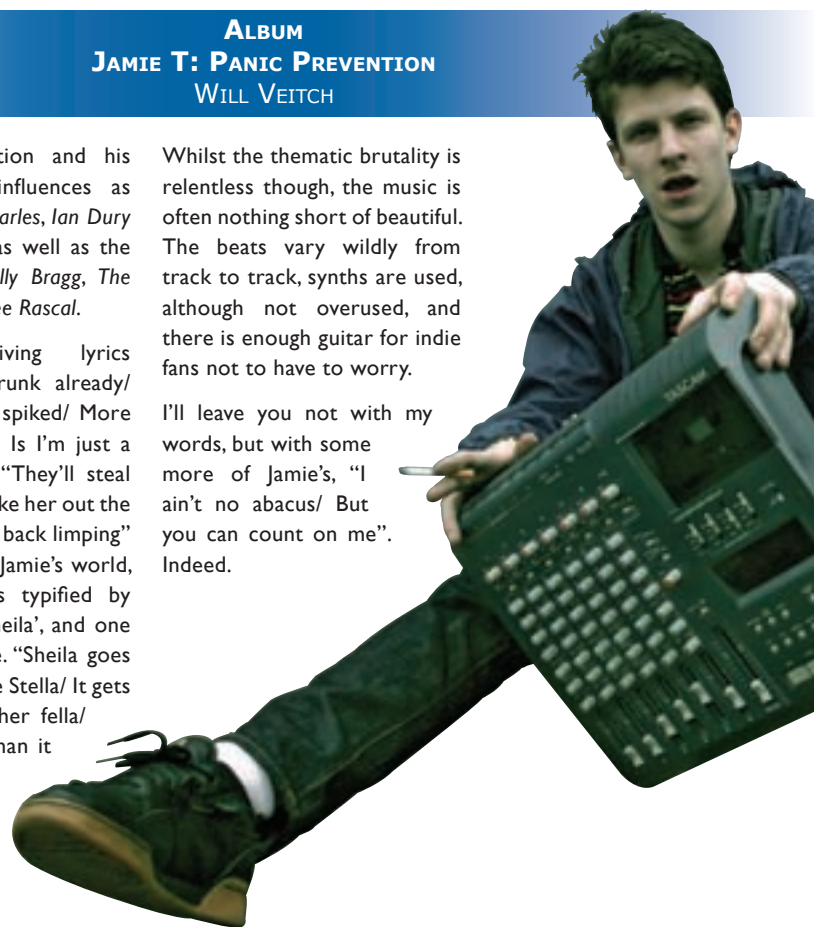 Album
Jamie T: Panic Prevention
Will Veitch
tion and his
influences as
arles, Ian Dury
as well as the
lly Bragg, The
ee Rascal.
iving lyrics
runk already/
spiked/ More
Is I'm just a
“They'll steal
ke her out the
back limping”
Jamie's world,
s typified by
heila', and one
e. “Sheila goes
e Stella/ It gets
her fella/
han it
Whilst the thematic brutality is
relentless though, the music is
often nothing short of beautiful.
The beats vary wildly from
track to track, synths are used,
although not overused, and
there is enough guitar for indie
fans not to have to worry.
I'll leave you not with my
words, but with some
more of Jamie's, “I
ain't no abacus/ But
you can count on me”.
Indeed.
TASCAM